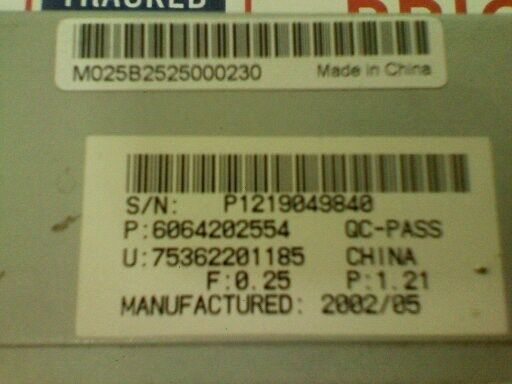 TRACKED
M025B2525000230 Made in China
S/N: P1219049840
P:6064202554 QC-PASS
U:75362201185 CHINA
F:0.25 P:1.21
MANUFACTURED: 2002/05